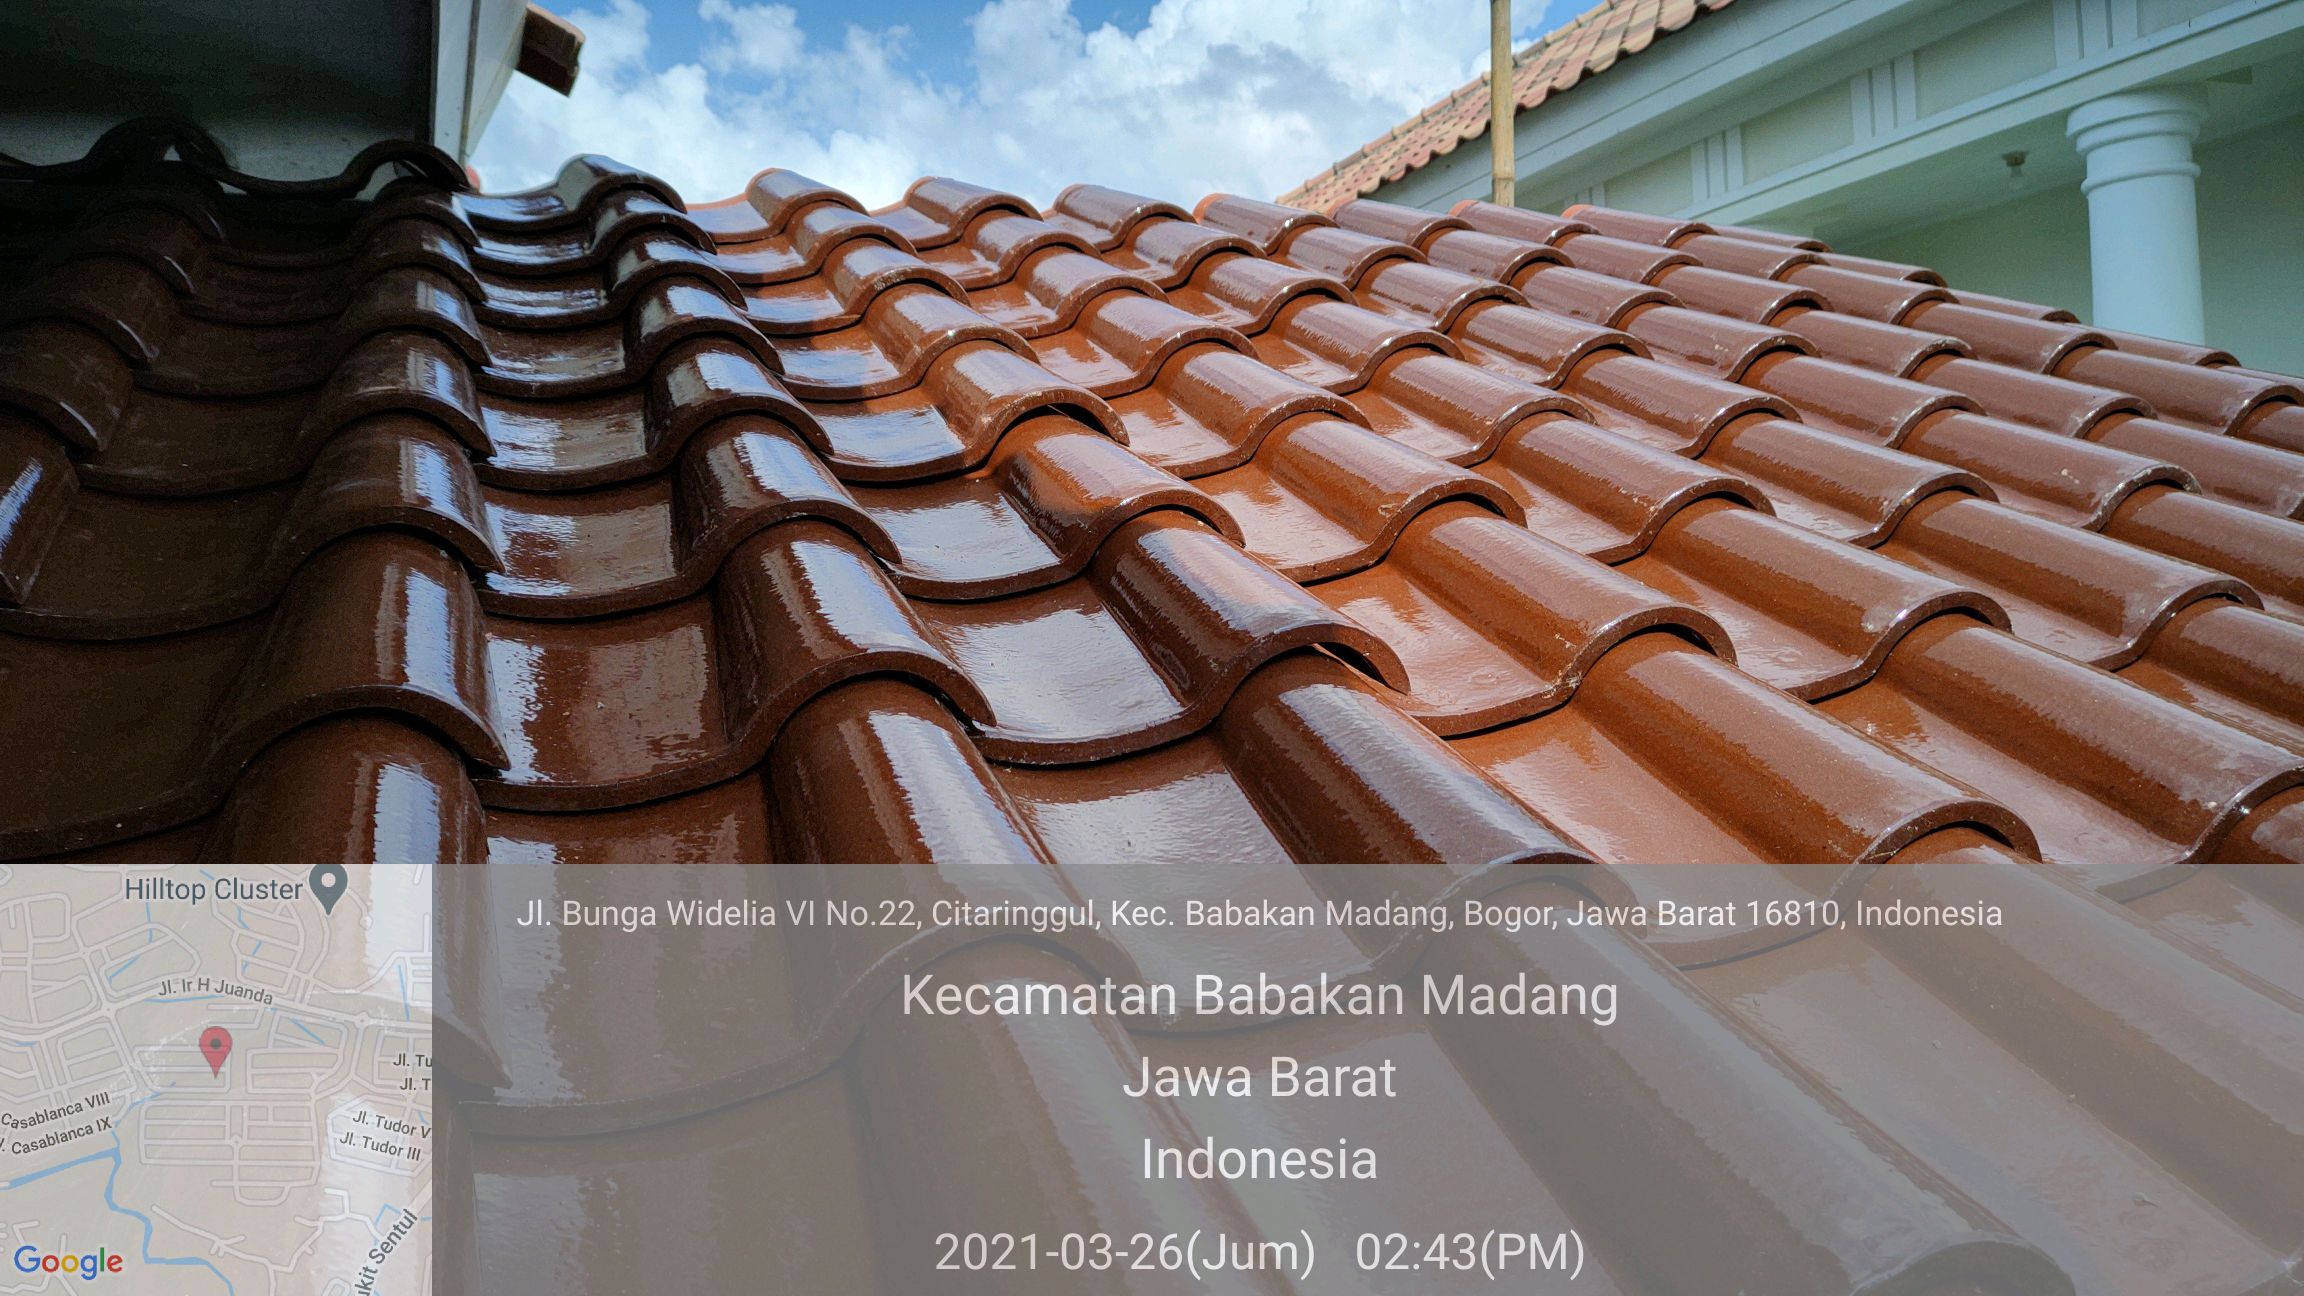 Hilltop Cluster
Jl. Ir H Juanda
Jl. Tu
Jl. T
Casablanca VIII
Casablanca IX
Jl. Tudor V
Jl. Tudor III
ukit Sentul
Google
Jl. Bunga Widelia VI No.22, Citaringgul, Kec. Babakan Madang, Bogor, Jawa Barat 16810, Indonesia
Kecamatan Babakan Madang
Jawa Barat
Indonesia
2021-03-26(Jum) 02:43(PM)